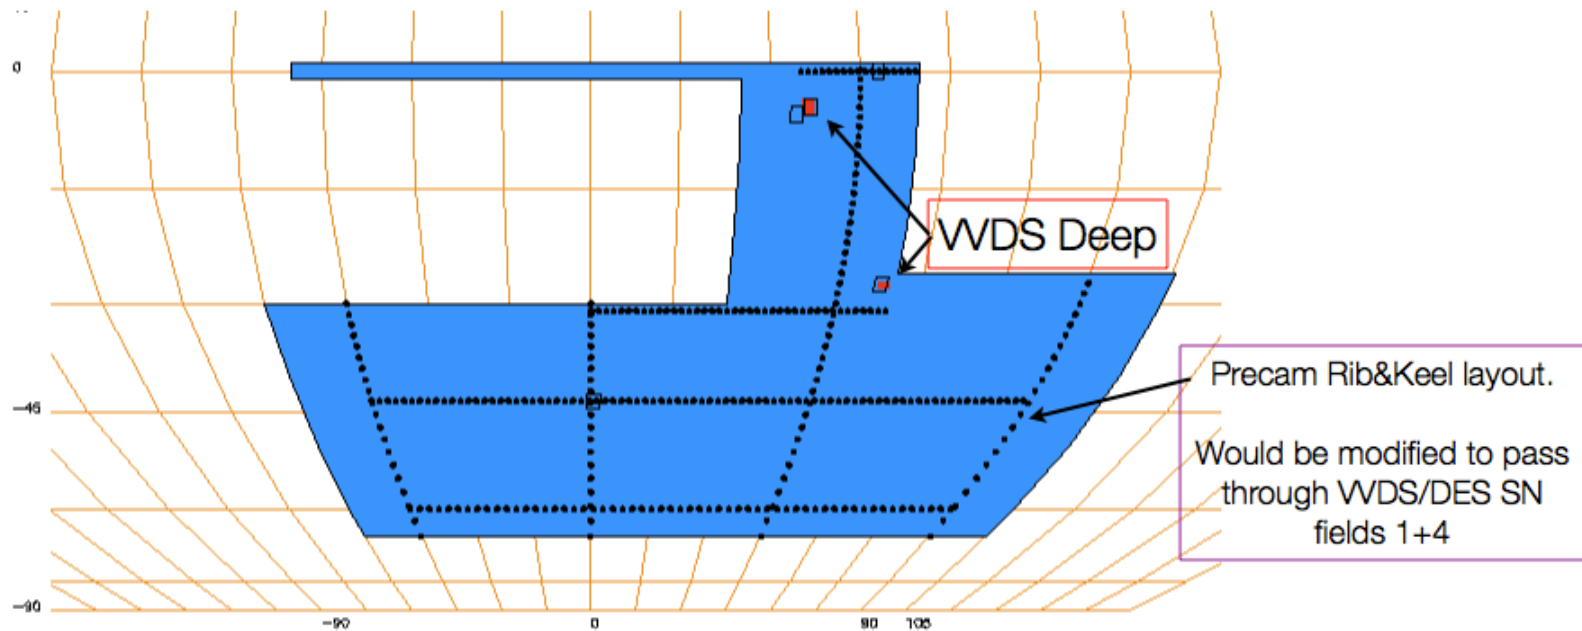 0
VVDS Deep
Precam Rib&Keel layout.
-45
Would be modified to pass
through VVDS/DES SN
fields 1+4
-90
-90 0 90 105